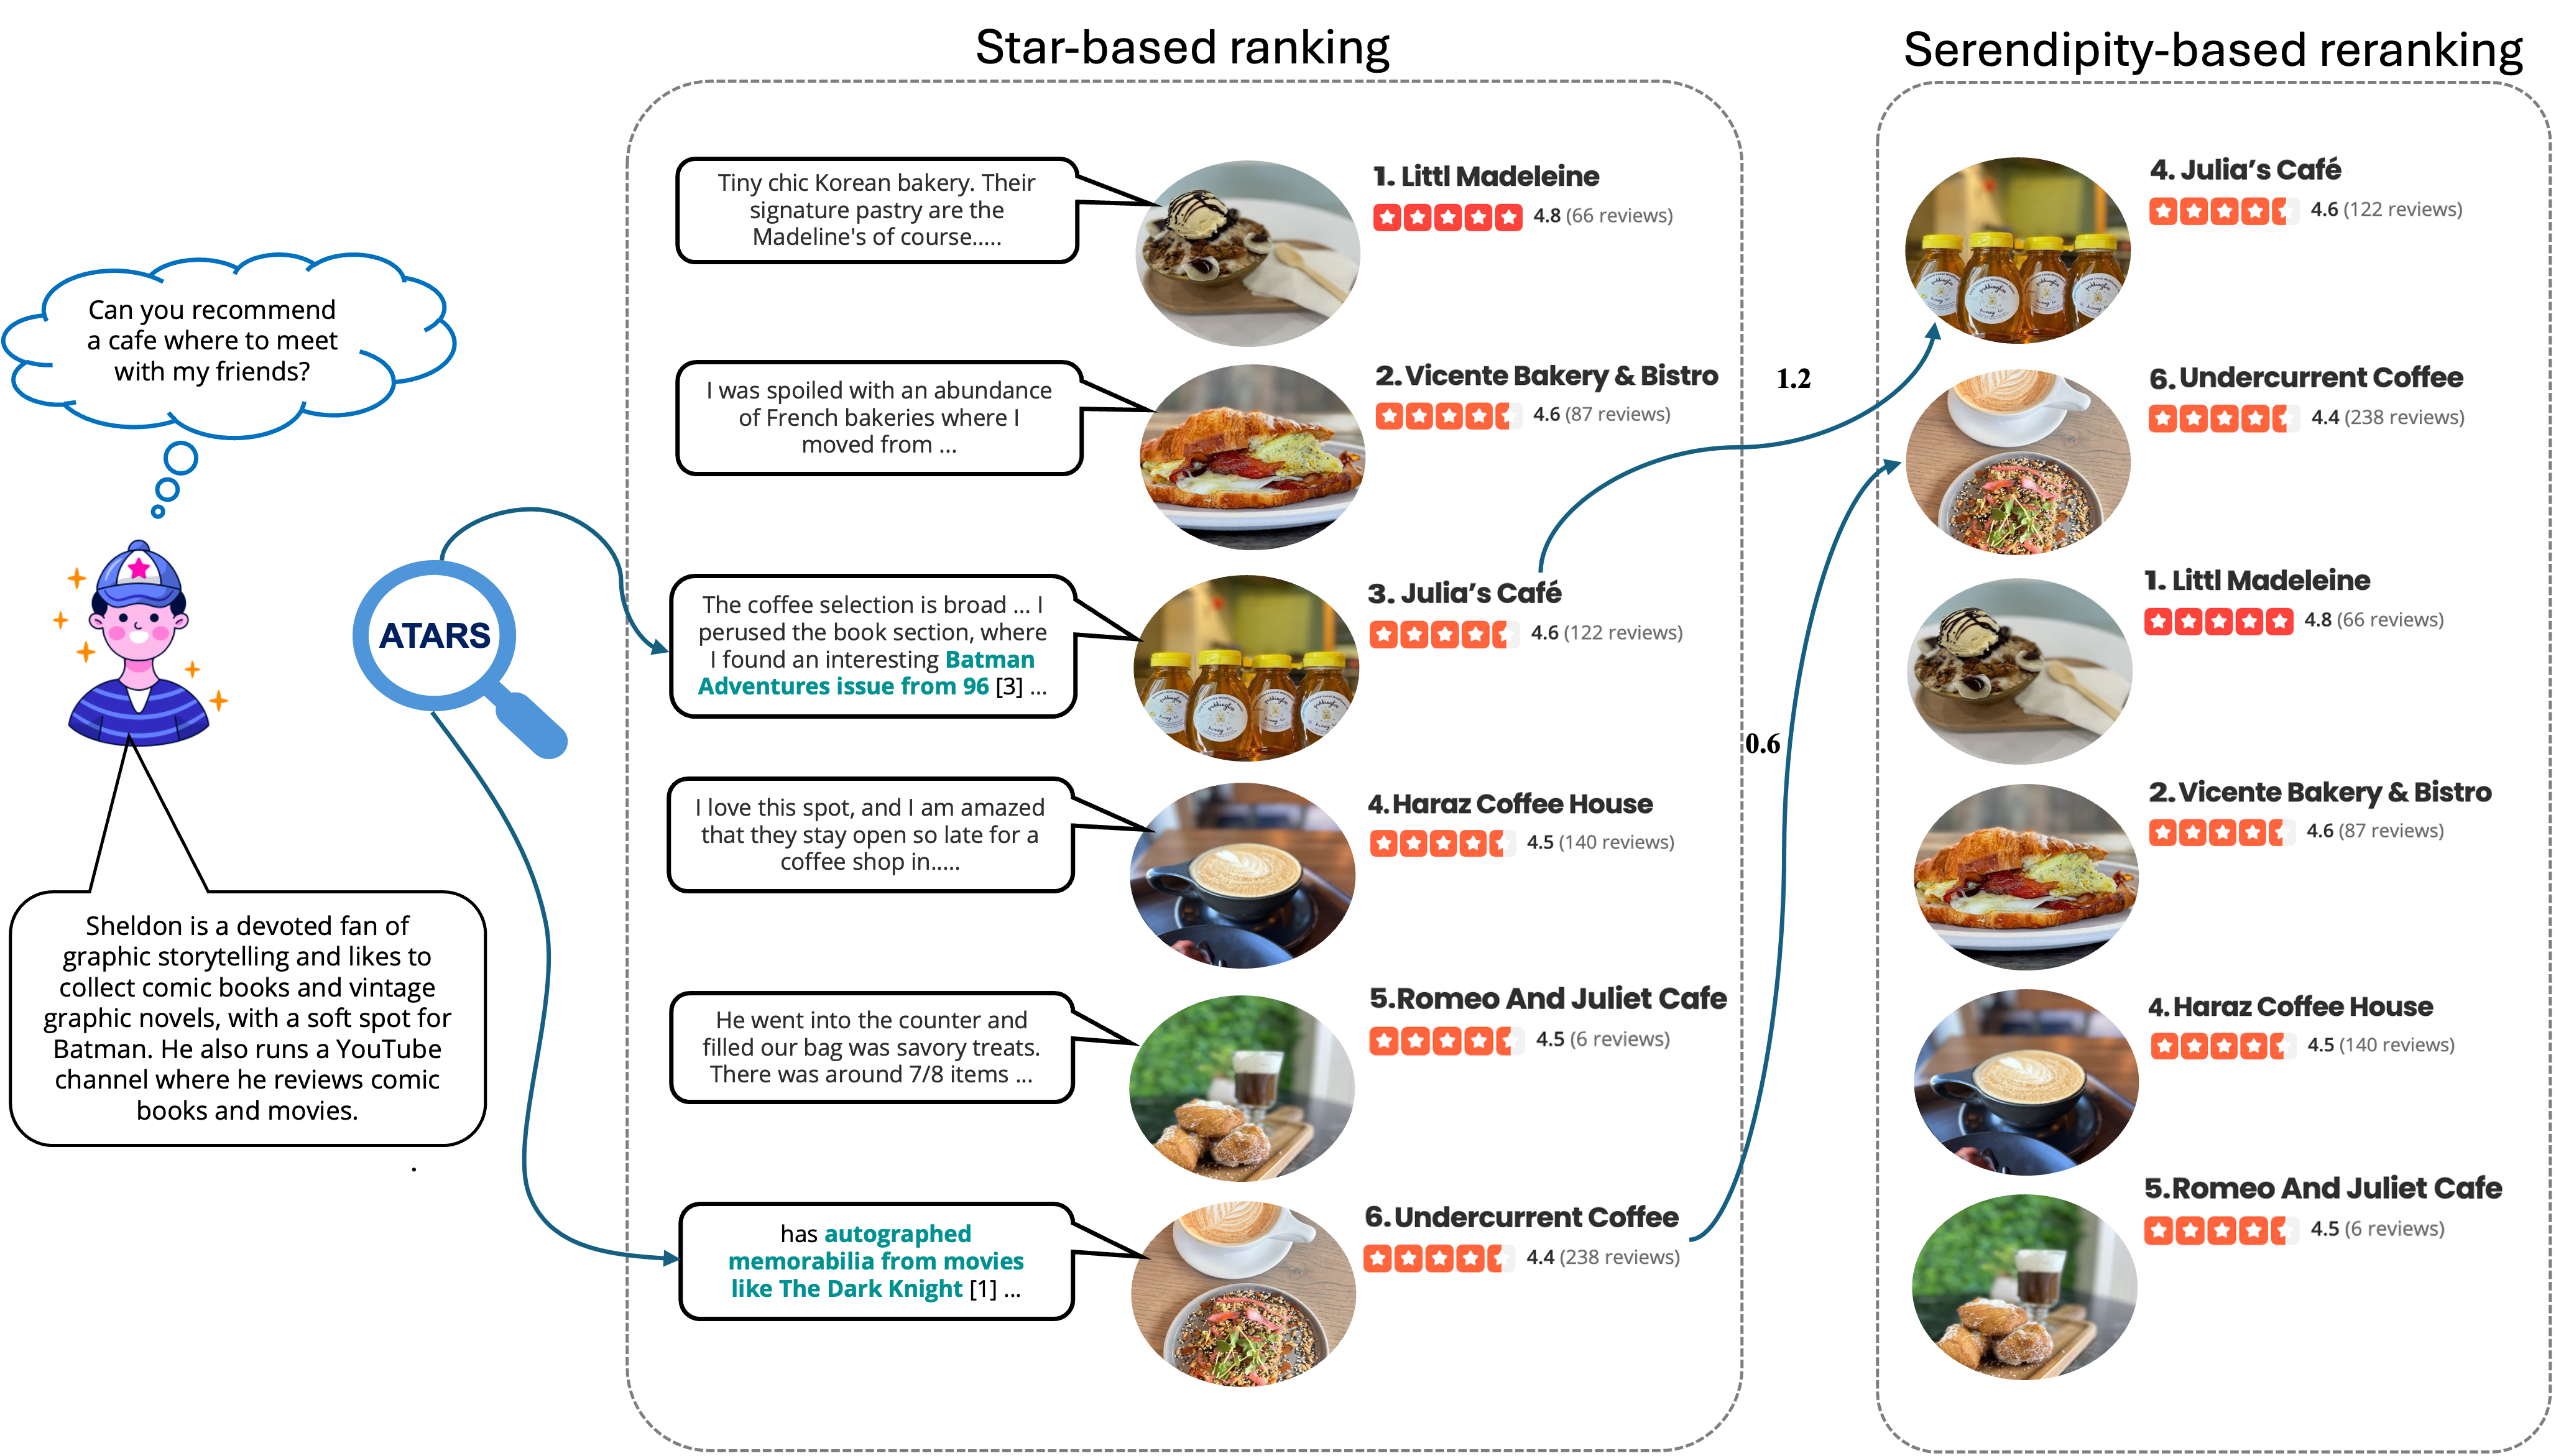 Star-based ranking
Serendipity-based reranking
Can you recommend
a cafe where to meet
with my friends?
ATARS
Sheldon is a devoted fan of
graphic storytelling and likes to
collect comic books and vintage
graphic novels, with a soft spot for
Batman. He also runs a YouTube
channel where he reviews comic
books and movies.
.
Tiny chic Korean bakery. Their
signature pastry are the
Madeline's of course.....
1. Littl Madeleine
4.8 (66 reviews)
I was spoiled with an abundance
of French bakeries where I
moved from ...
2. Vicente Bakery & Bistro
4.6 (87 reviews)
The coffee selection is broad ... I
perused the book section, where
I found an interesting Batman
Adventures issue from 96 [3] ...
3. Julia's Café
4.6 (122 reviews)
I love this spot, and I am amazed
that they stay open so late for a
coffee shop in.....
4. Haraz Coffee House
4.5 (140 reviews)
He went into the counter and
filled our bag was savory treats.
There was around 7/8 items ...
5.Romeo And Juliet Cafe
4.5 (6 reviews)
has autographed
memorabilia from movies
like The Dark Knight [1] ...
6. Undercurrent Coffee
4.4 (238 reviews)
1.2
0.6
4. Julia's Café
4.6 (122 reviews)
6. Undercurrent Coffee
4.4 (238 reviews)
1. Littl Madeleine
4.8 (66 reviews)
2. Vicente Bakery & Bistro
4.6 (87 reviews)
4. Haraz Coffee House
4.5 (140 reviews)
5.Romeo And Juliet Cafe
4.5 (6 reviews)